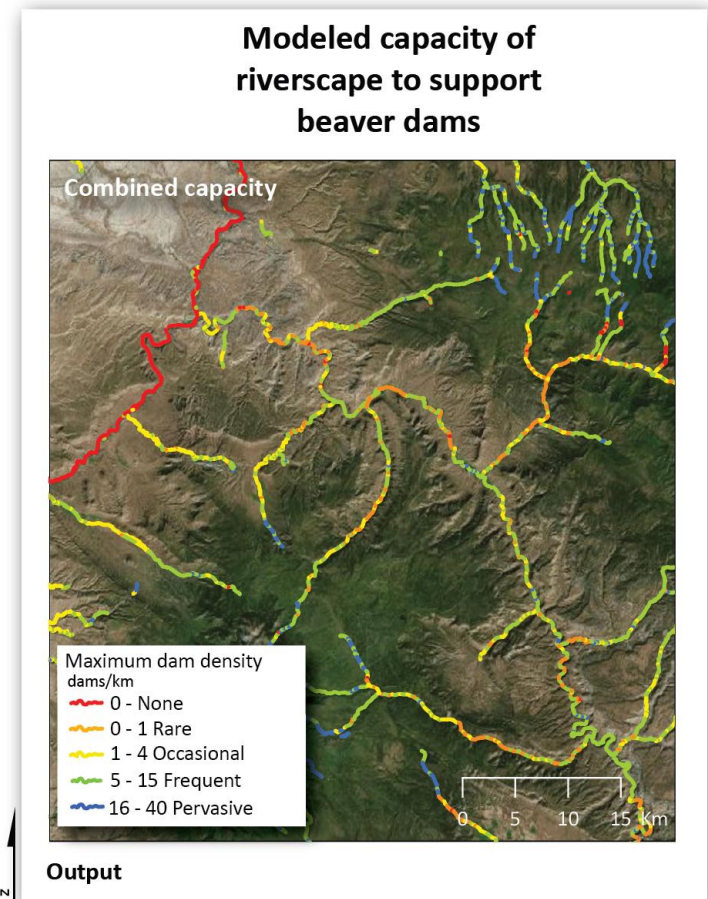 Modeled capacity of
riverscape to support
beaver dams
Combined capacity
Maximum dam density
dams/km
0 - None
0 - 1 Rare
1 - 4 Occasional
5 - 15 Frequent
16 - 40 Pervasive
0 5 10 15 Km
Output
N